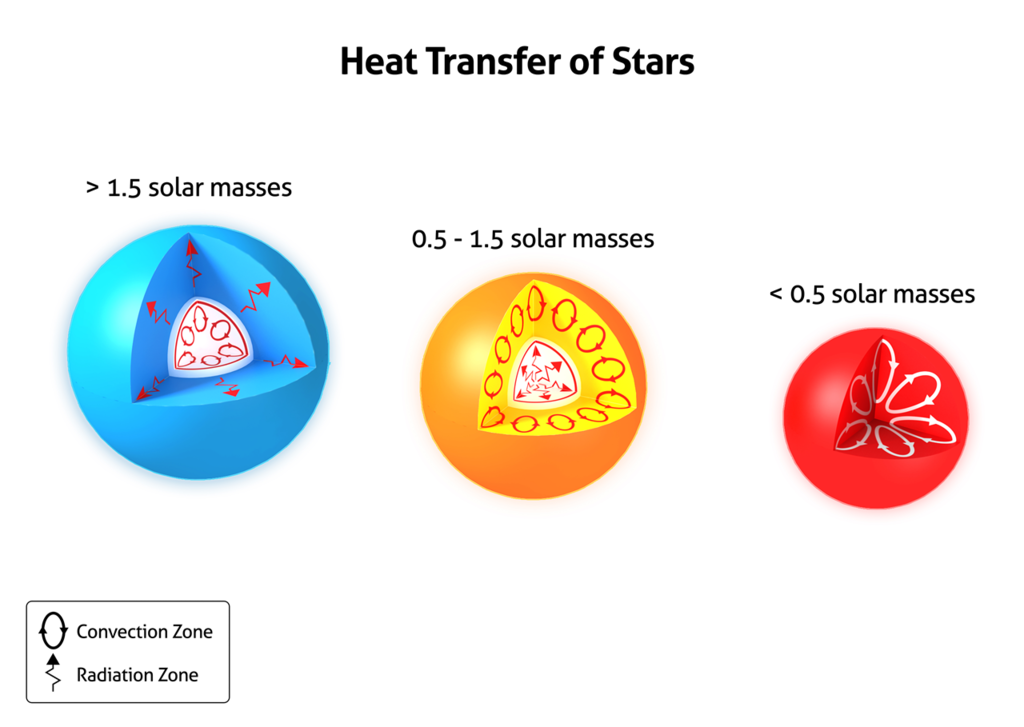 Heat Transfer of Stars
> 1.5 solar masses
0.5 - 1.5 solar masses
< 0.5 solar masses
Convection Zone
Radiation Zone